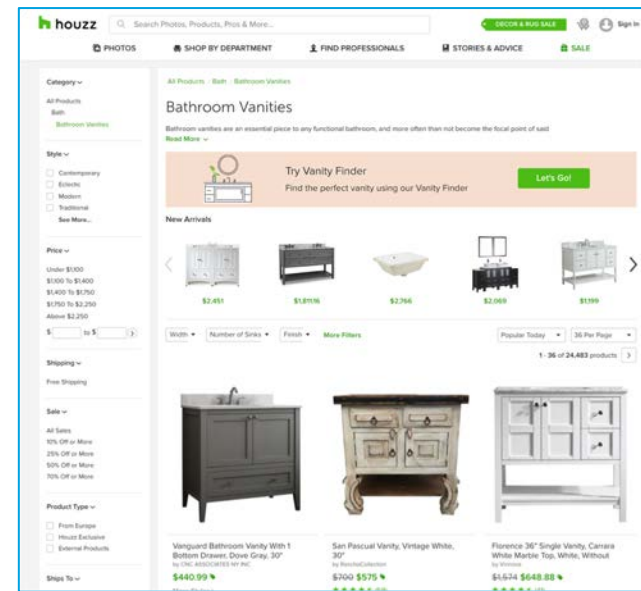 houzz
Search Photos, Products, Pros & More...
DECOR & RUG SALE
Sign In
PHOTOS
SHOP BY DEPARTMENT
FIND PROFESSIONALS
STORIES & ADVICE
SALE
Category
All Products
Bath
Bathroom Vanities
Style
Contemporary
Eclectic
Modern
Traditional
See More...
Price
Under $1,100
$1,100 To $1,400
$1,400 To $1,750
$1,750 To $2,250
Above $2,250
$ to $
Shipping
Free Shipping
Sale
All Sales
10% Off or More
25% Off or More
50% Off or More
70% Off or More
Product Type
From Europe
Houzz Exclusive
External Products
Ships To
All Products Bath Bathroom Vanities
Bathroom Vanities
Bathroom vanities are an essential piece to any functional bathroom, and more often than not become the focal point of said
Read More
Try Vanity Finder
Find the perfect vanity using our Vanity Finder
Let's Go!
New Arrivals
$2,451
$1,811.16
$2,766
$2,069
$1,199
Width
Number of Sinks
Finish
More Filters
Popular Today
36 Per Page
1 - 36 of 24,483 products
Vanguard Bathroom Vanity With 1
Bottom Drawer, Dove Gray, 30"
by CNC ASSOCIATES NY INC
$440.99
San Pascual Vanity, Vintage White,
30"
by RanchoCollection
$700 $575
Florence 36" Single Vanity, Carrara
White Marble Top, White, Without
by Vinnova
$1,574 $648.88